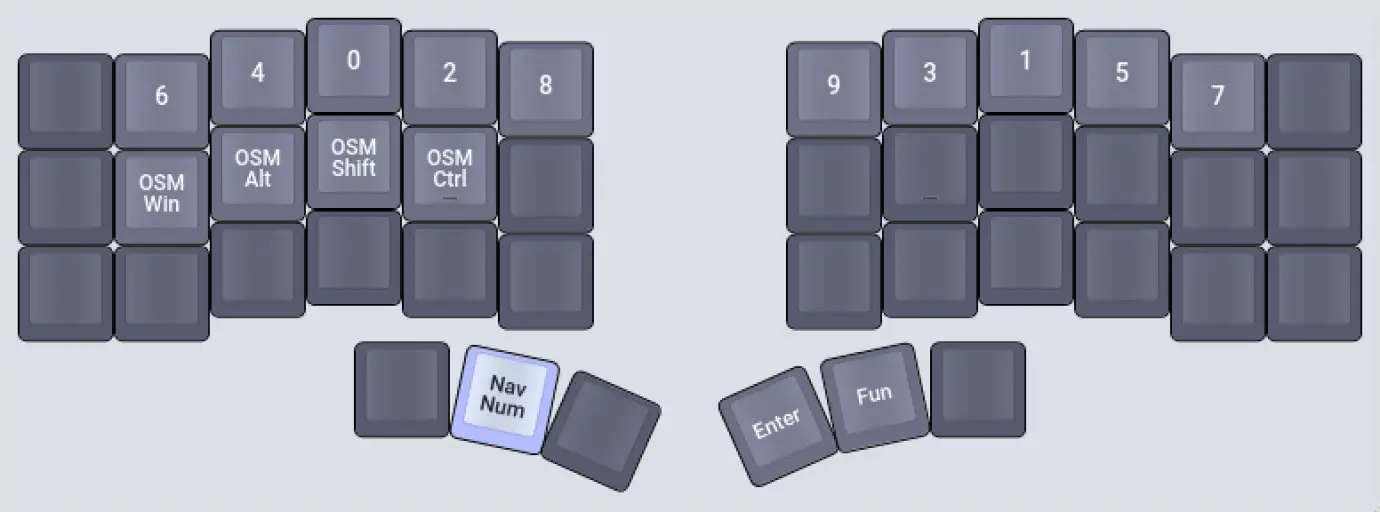 6 4 0 2 8 9 3 1 5 7
OSM
Win
OSM
Alt
OSM
Shift
OSM
Ctrl
Nav
Num
Enter
Fun